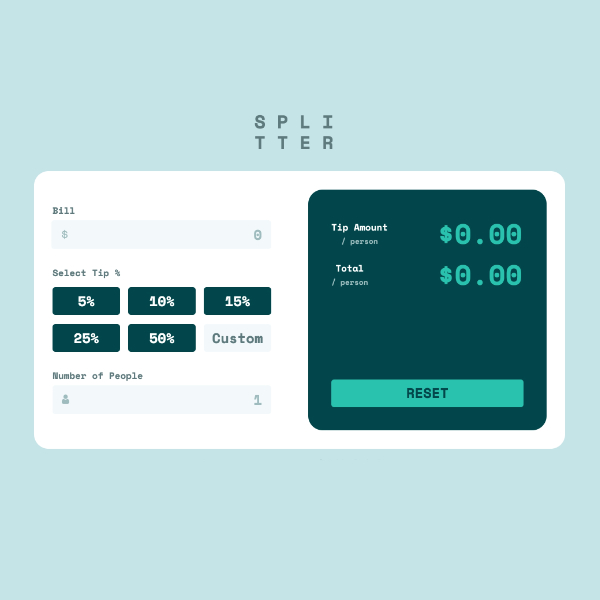 SPLI
TTER
Bill
$ 0
Select Tip %
5% 10% 15%
25% 50% Custom
Number of People
1
Tip Amount
/ person
$0.00
Total
/ person
$0.00
RESET